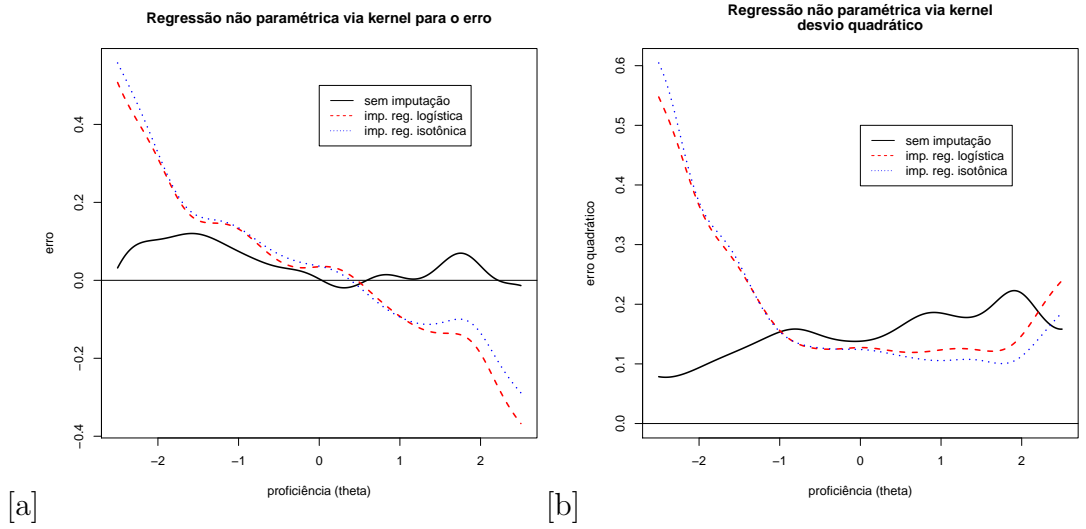 Regressão não paramétrica via kernel para o erro
sem imputação
imp. reg. logística
imp. reg. isotônica
erro
0.4
0.2
0.0
−0.2
−0.4
−2
−1
0
1
2
proficiência (theta)
[a]
Regressão não paramétrica via kernel
desvio quadrático
sem imputação
imp. reg. logística
imp. reg. isotônica
erro quadrático
0.6
0.5
0.4
0.3
0.2
0.1
0.0
−2
−1
0
1
2
proficiência (theta)
[b]